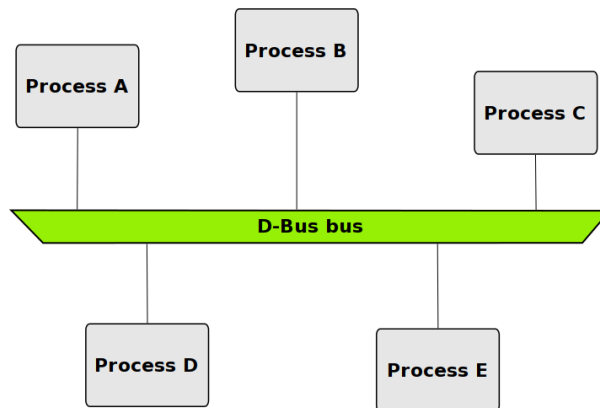 Process B
Process A
Process C
D-Bus bus
Process D
Process E